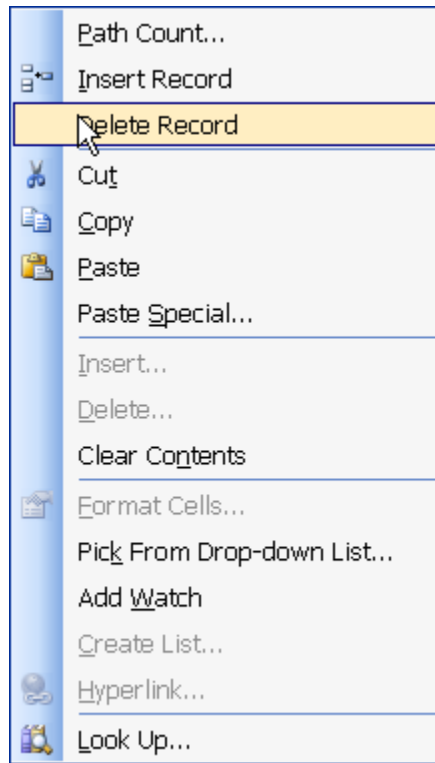 Path Count...
Insert Record
Delete Record
Cut
Copy
Paste
Paste Special...
Insert...
Delete...
Clear Contents
Format Cells...
Pick From Drop-down List...
Add Watch
Create List...
Hyperlink...
Look Up...